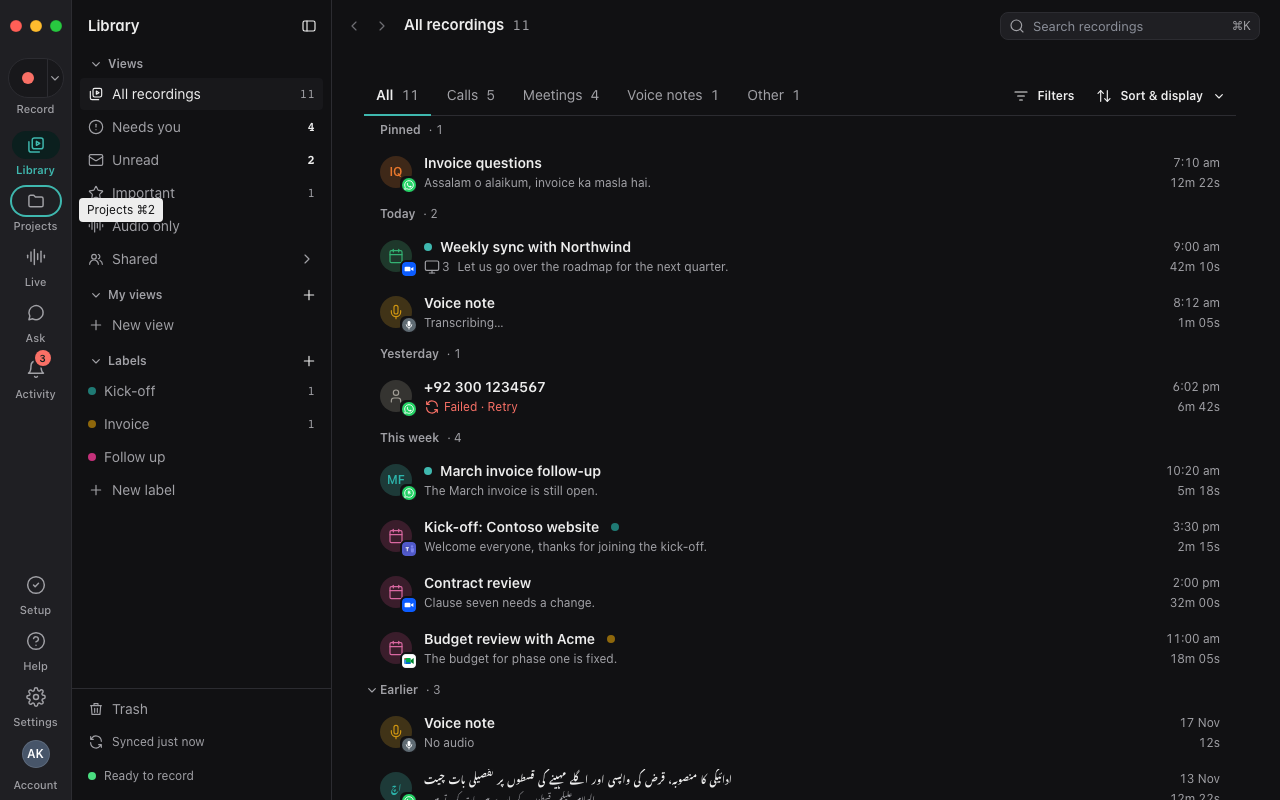 Library
All recordings 11
Search recordings ⌘K
Record
Library
Projects
Projects ⌘2
Live
Ask
3
Activity
Setup
Help
Settings
AK
Account
Views
All recordings 11
Needs you 4
Unread 2
Important 1
Audio only
Shared
My views
New view
Labels
Kick-off 1
Invoice 1
Follow up
New label
Trash
Synced just now
Ready to record
All 11 Calls 5 Meetings 4 Voice notes 1 Other 1
Filters Sort & display
Pinned · 1
IQ Invoice questions 7:10 am
Assalam o alaikum, invoice ka masla hai. 12m 22s
Today · 2
Weekly sync with Northwind 9:00 am
3 Let us go over the roadmap for the next quarter. 42m 10s
Voice note 8:12 am
Transcribing... 1m 05s
Yesterday · 1
+92 300 1234567 6:02 pm
Failed · Retry 6m 42s
This week · 4
MF March invoice follow-up 10:20 am
The March invoice is still open. 5m 18s
Kick-off: Contoso website 3:30 pm
Welcome everyone, thanks for joining the kick-off. 2m 15s
Contract review 2:00 pm
Clause seven needs a change. 32m 00s
Budget review with Acme 11:00 am
The budget for phase one is fixed. 18m 05s
Earlier · 3
Voice note 17 Nov
No audio 12s
ادائیگی کا منصوبہ، قرض کی واپسی اور اگلے مہینے کی قسطوں پر تفصیلی بات چیت 13 Nov
12m 22s